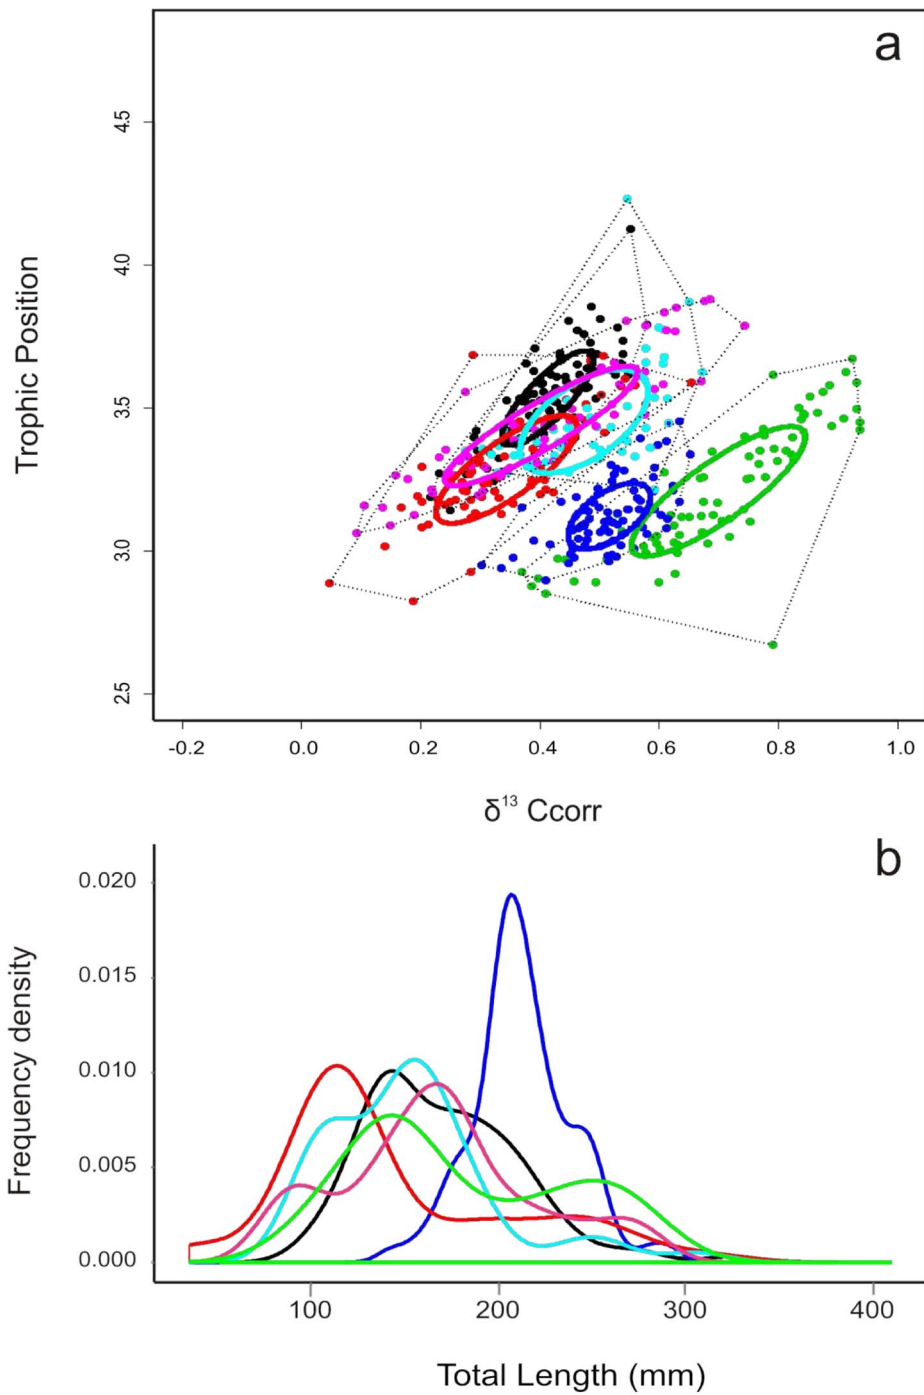 a
Trophic Position
4.5
4.0
3.5
3.0
2.5
-0.2 0.0 0.2 0.4 0.6 0.8 1.0
δ¹³ Ccorr
b
Frequency density
0.020
0.015
0.010
0.005
0.000
100 200 300 400
Total Length (mm)